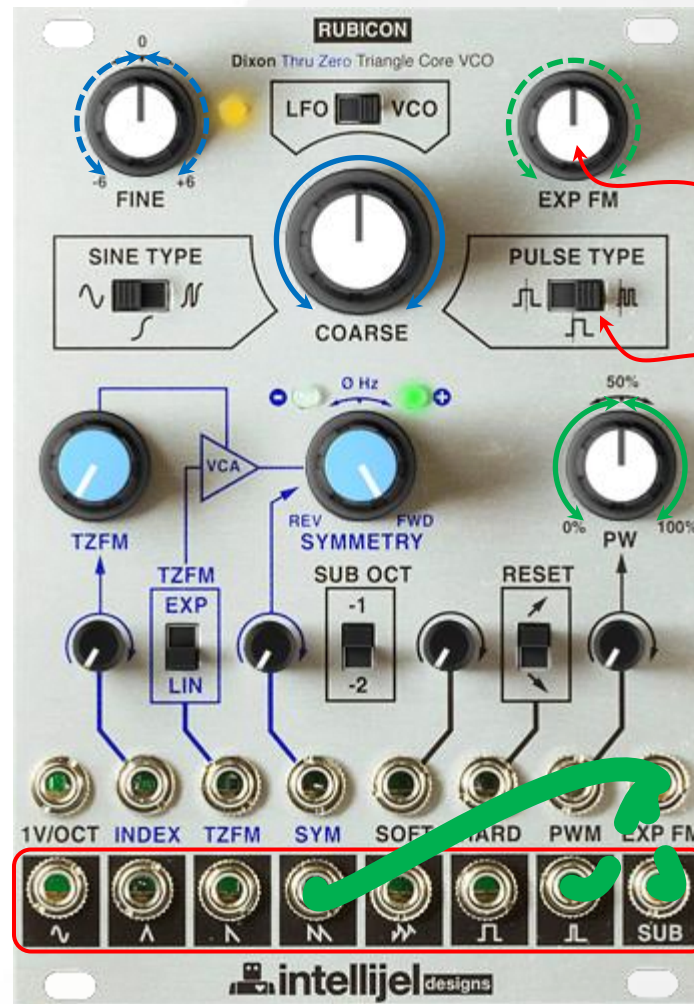 RUBICON
Dixon Thru Zero Triangle Core VCO
0
-6 +6
FINE
LFO VCO
EXP FM
SINE TYPE
COARSE
PULSE TYPE
Ø Hz
50%
VCA
TZFM
REV FWD
SYMMETRY
0% 100%
PW
TZFM
EXP
LIN
SUB OCT
-1
-2
RESET
1V/OCT INDEX TZFM SYM SOFT HARD PWM EXP FM
SUB
intellijel designs